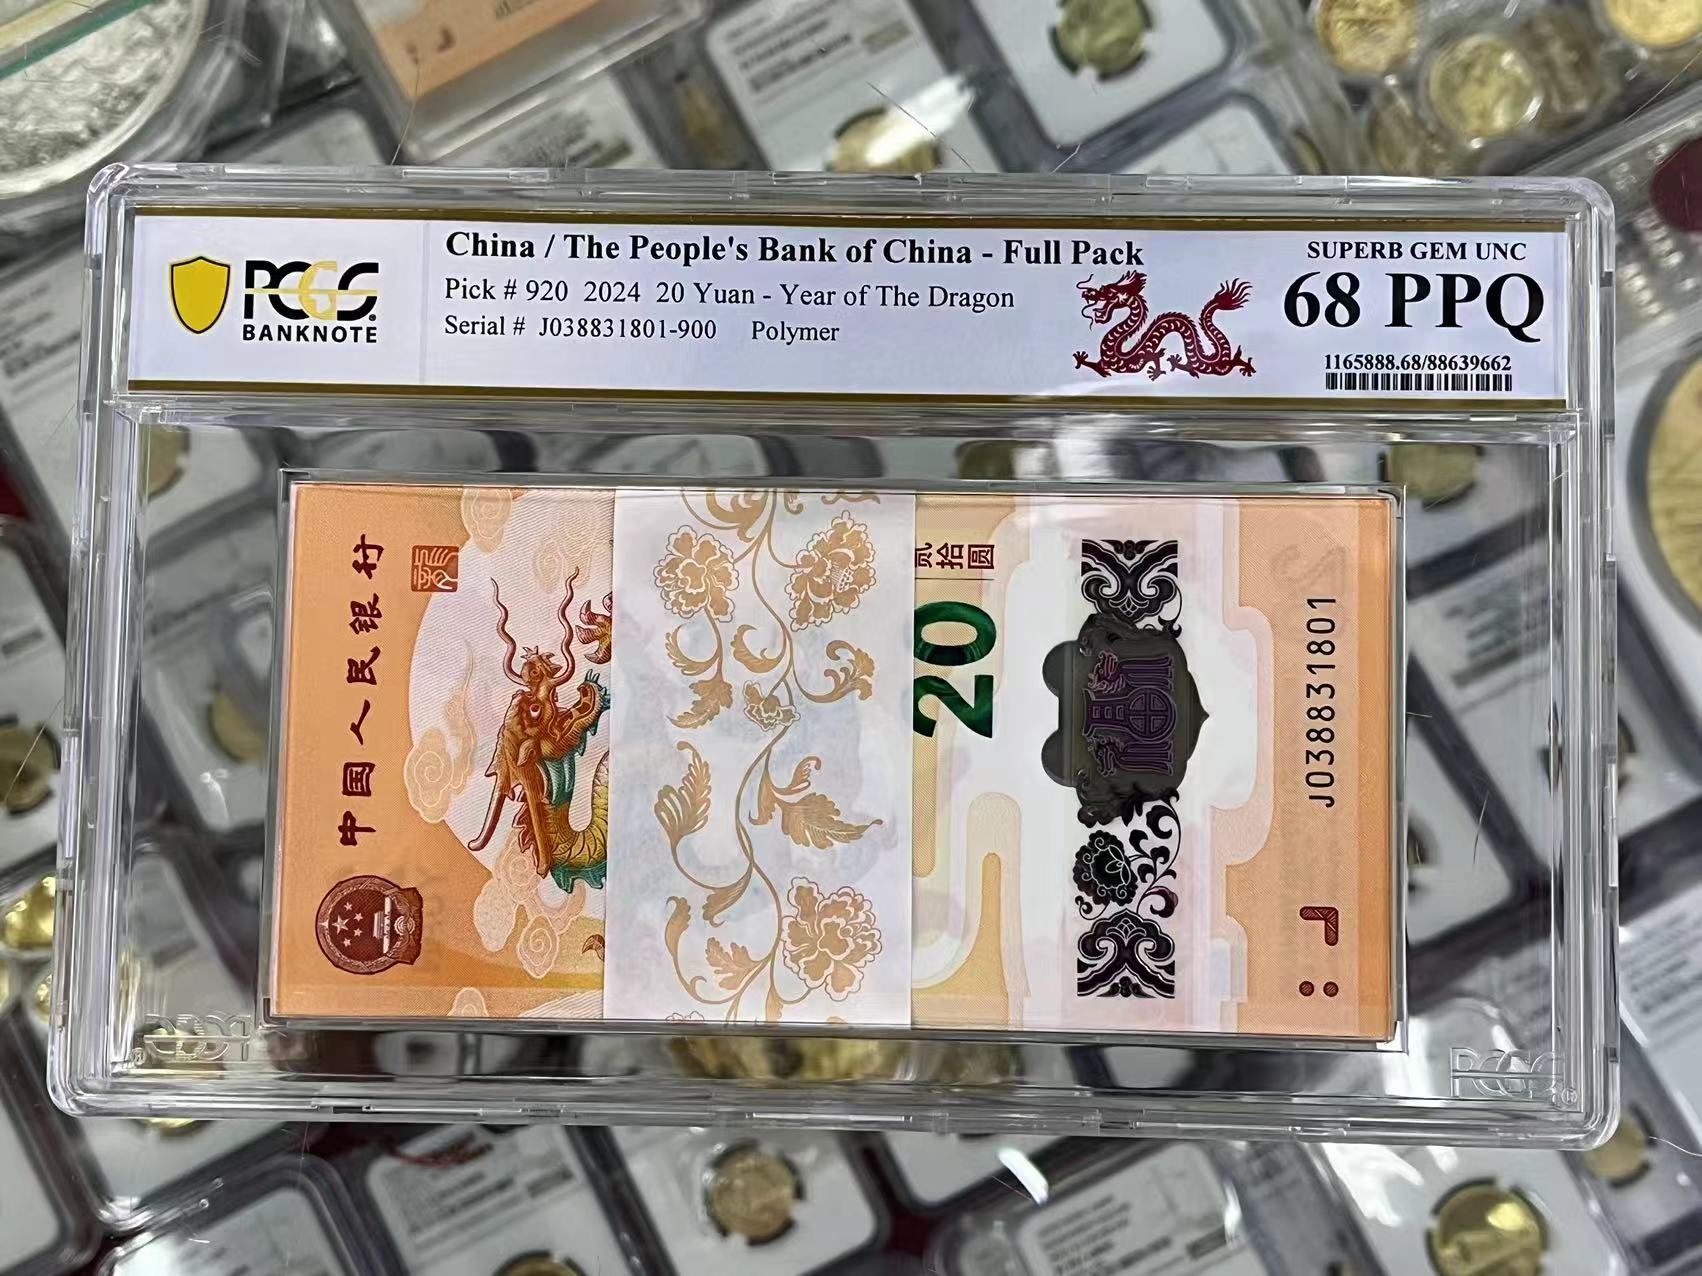 PCGS
BANKNOTE
China / The People's Bank of China - Full Pack
Pick # 920 2024 20 Yuan - Year of The Dragon
Serial # J038831801-900 Polymer
SUPERB GEM UNC
68 PPQ
1165888.68/88639662
中国人民银行
贰拾圆
20
J038831801
PCGS
PCGS